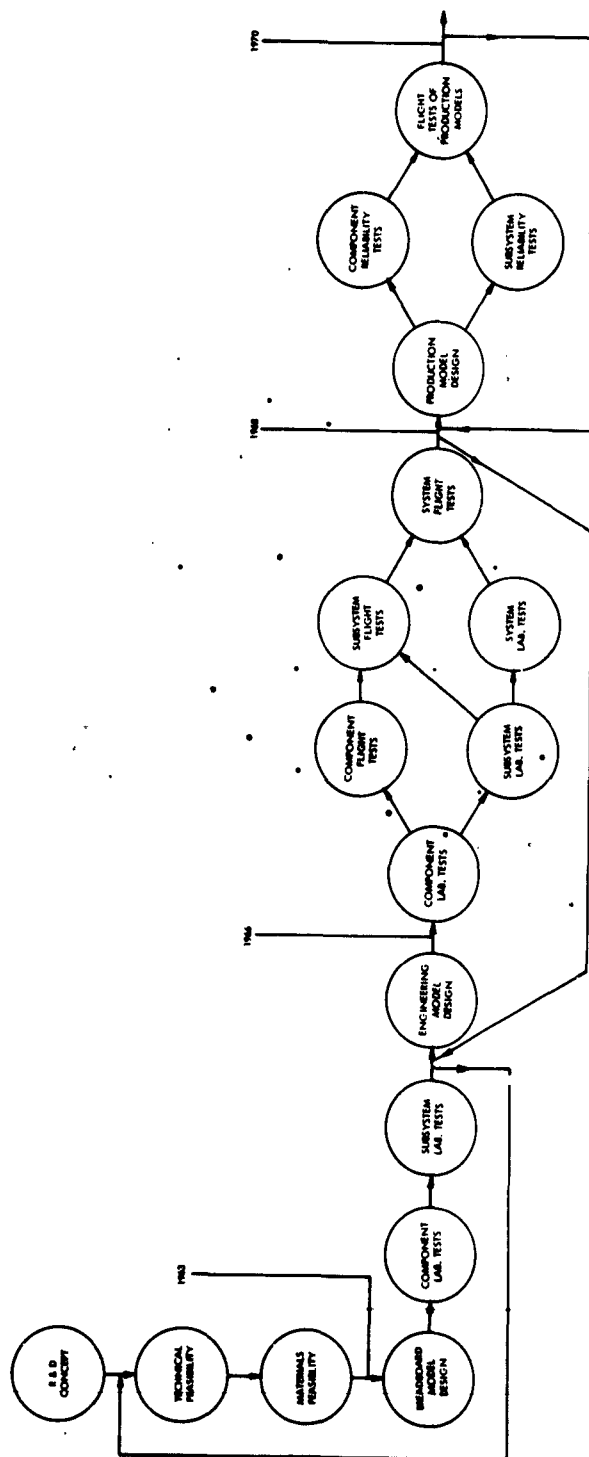 R & D
CONCEPT
TECHNICAL
FEASIBILITY
MATERIALS
FEASIBILITY
1963
BREADBOARD
MODEL
DESIGN
COMPONENT
LAB. TESTS
SUBSYSTEM
LAB. TESTS
ENGINEERING
MODEL
DESIGN
1966
COMPONENT
LAB. TESTS
COMPONENT
FLIGHT
TESTS
SUBSYSTEM
LAB. TESTS
SUBSYSTEM
FLIGHT
TESTS
SYSTEM
LAB. TESTS
SYSTEM
FLIGHT
TESTS
1968
PRODUCTION
MODEL
DESIGN
COMPONENT
RELIABILITY
TESTS
SUBSYSTEM
RELIABILITY
TESTS
FLIGHT
TESTS OF
PRODUCTION
MODELS
1970